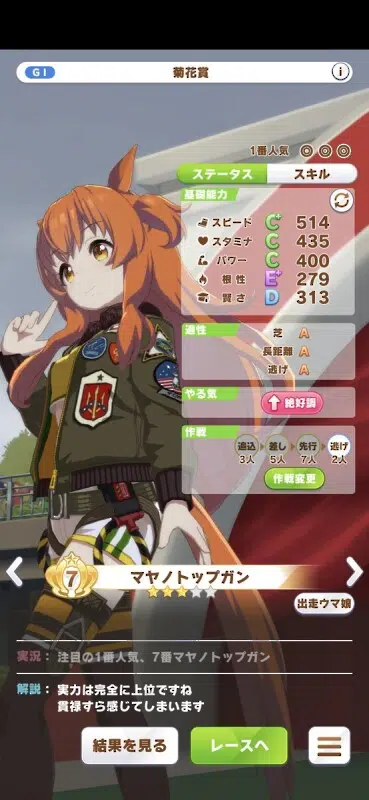 GI
菊花賞
i
1番人気 ◎ ◎ ◎
ステータス スキル
基礎能力
スピード C+ 514
スタミナ C 435
パワー C 400
根性 E+ 279
賢さ D 313
適性
芝 A
長距離 A
逃げ A
やる気
絶好調
作戦
追込 差し 先行 逃げ
3人 5人 7人 2人
作戦変更
7 マヤノトップガン
出走ウマ娘
実況： 注目の1番人気、7番マヤノトップガン
解説： 実力は完全に上位ですね
貫禄すら感じてしまいます
結果を見る レースへ